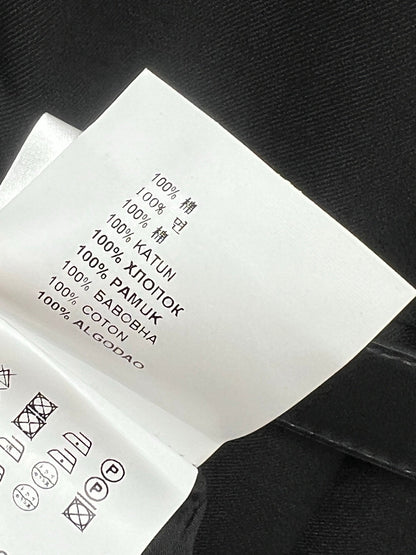 100% 棉
100% 면
100% 棉
100% KATUN
100% ХЛОПОК
100% PAMUK
100% БАВОВНА
100% COTON
100% ALGODAO
P
P